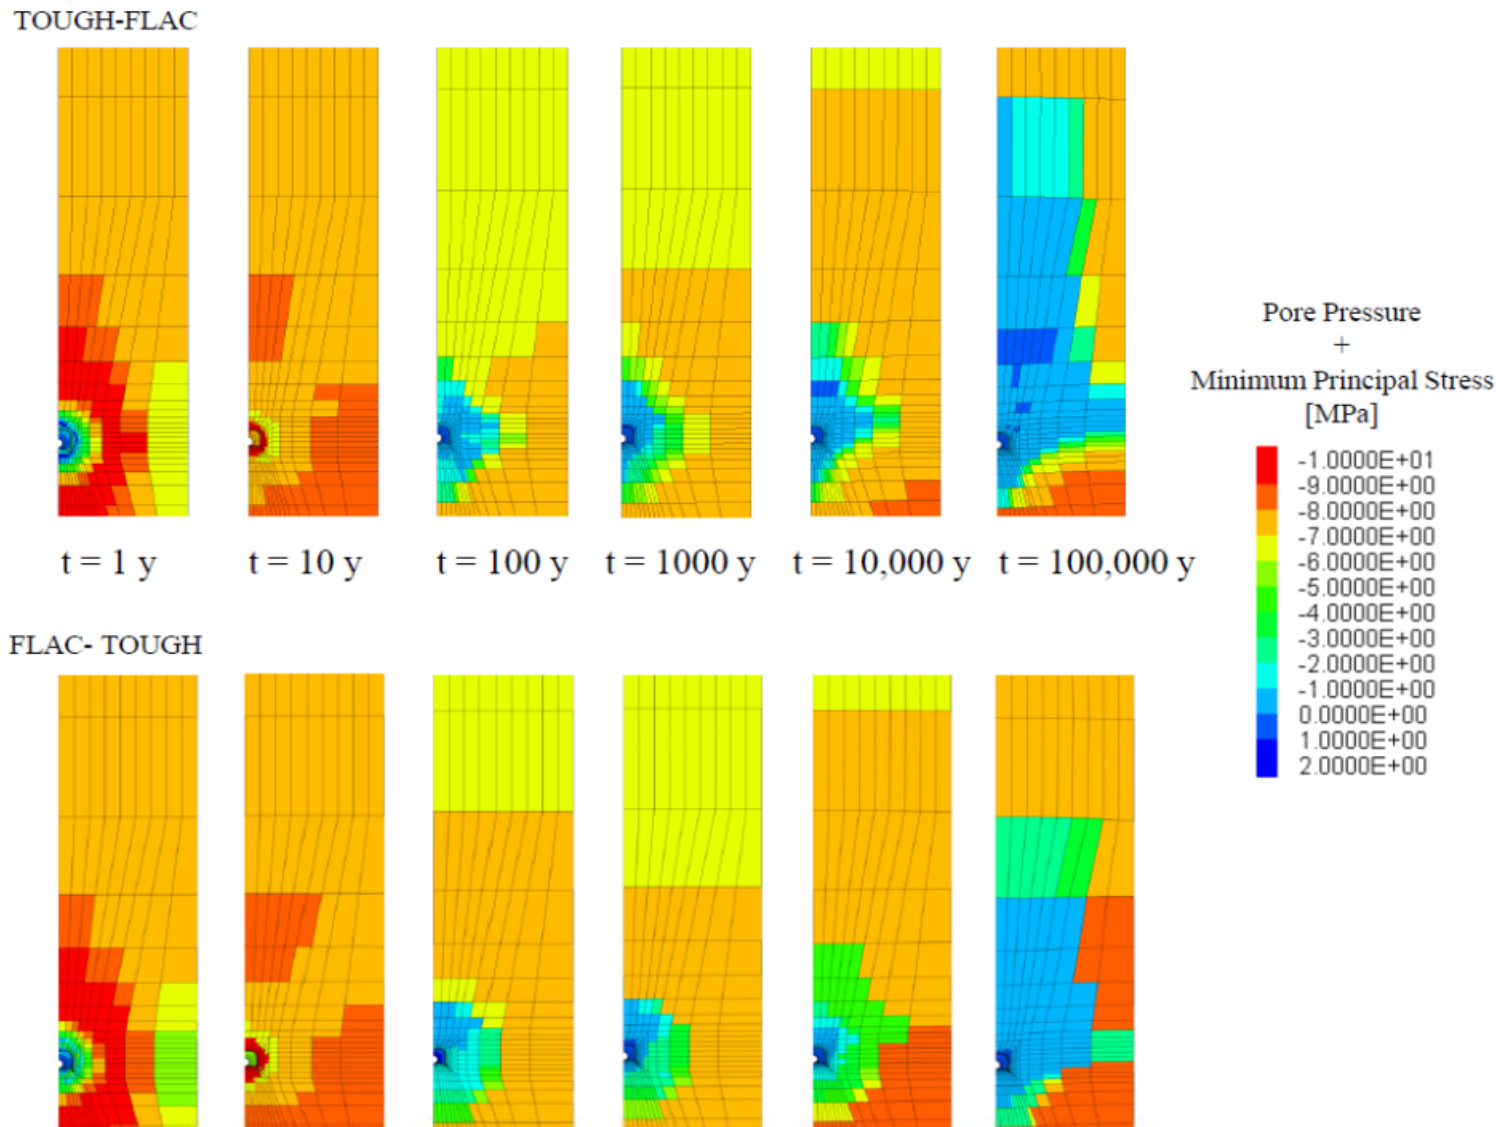 TOUGH-FLAC
t = 1 y
t = 10 y
t = 100 y
t = 1000 y
t = 10,000 y
t = 100,000 y
Pore Pressure
+
Minimum Principal Stress
[MPa]
-1.0000E+01
-9.0000E+00
-8.0000E+00
-7.0000E+00
-6.0000E+00
-5.0000E+00
-4.0000E+00
-3.0000E+00
-2.0000E+00
-1.0000E+00
0.0000E+00
1.0000E+00
2.0000E+00
FLAC- TOUGH